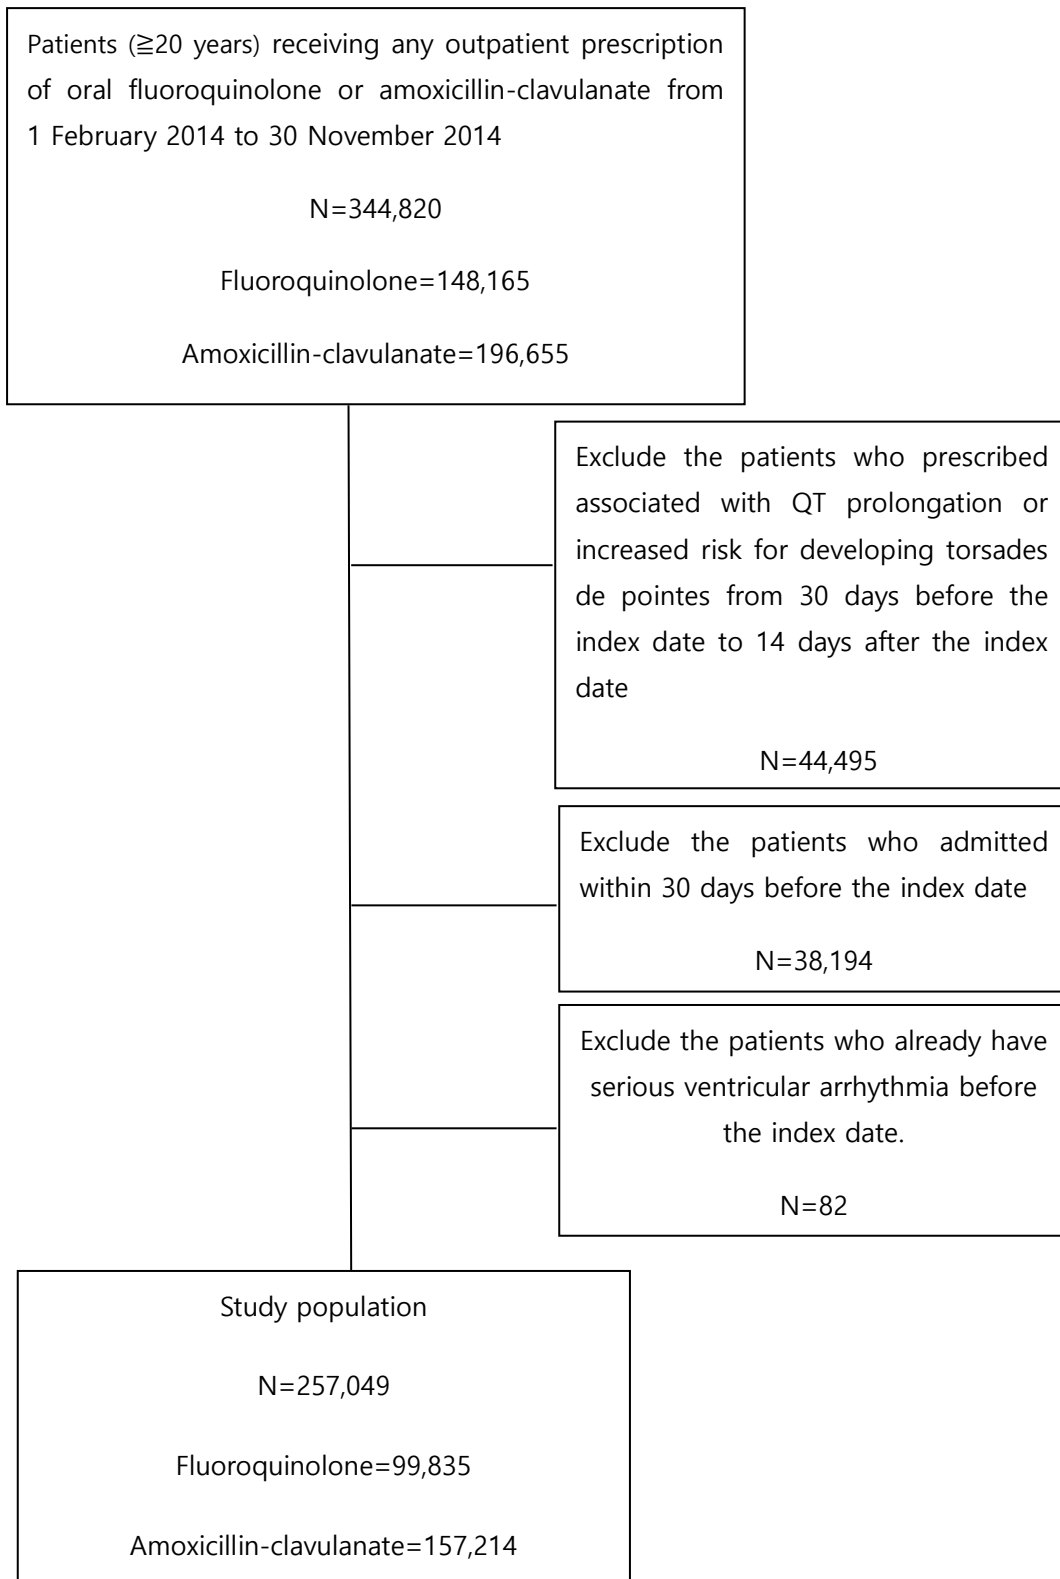 Patients (≧20 years) receiving any outpatient prescription
of oral fluoroquinolone or amoxicillin-clavulanate from
1 February 2014 to 30 November 2014
N=344,820
Fluoroquinolone=148,165
Amoxicillin-clavulanate=196,655
Exclude the patients who prescribed
associated with QT prolongation or
increased risk for developing torsades
de pointes from 30 days before the
index date to 14 days after the index
date
N=44,495
Exclude the patients who admitted
within 30 days before the index date
N=38,194
Exclude the patients who already have
serious ventricular arrhythmia before
the index date.
N=82
Study population
N=257,049
Fluoroquinolone=99,835
Amoxicillin-clavulanate=157,214